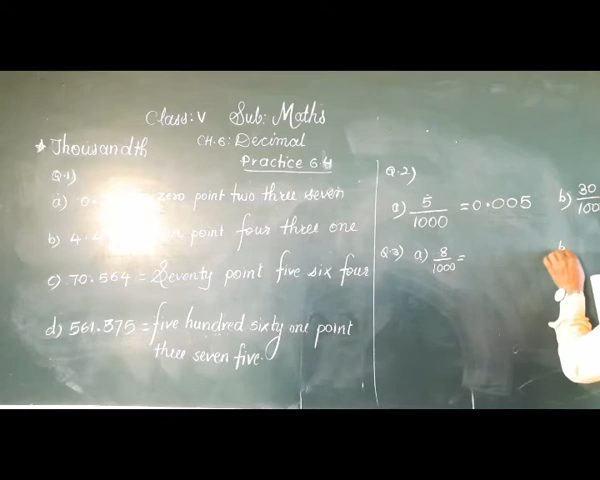 Class: V Sub: Maths
CH.6: Decimal
* Thousandth
Practice 6.4
Q.1)
a) 0. zero point two three seven
b) 4.4 point four three one
c) 70.564 = Seventy point five six four
d) 561.375 = five hundred sixty one point
three seven five.
Q.2)
a) 5/1000 = 0.005 b) 30/100
Q.3) a) 8/1000 = b